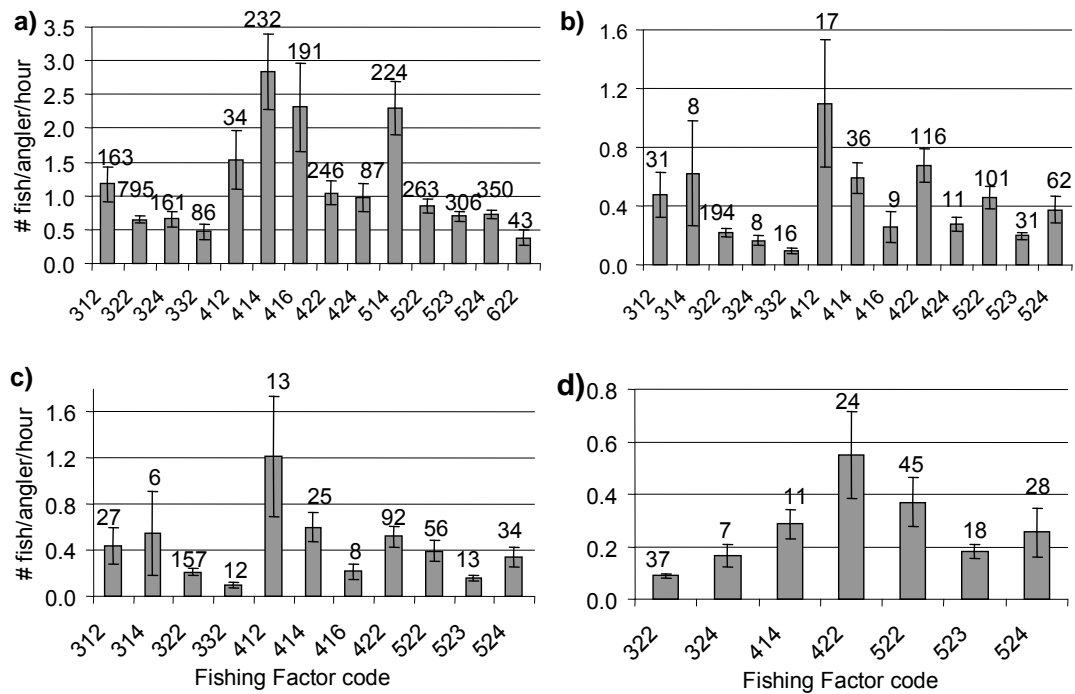 a)
# fish/angler/hour
3.5
3.0
2.5
2.0
1.5
1.0
0.5
0.0
163 795 161 86 34 232 191 246 87 224 263 306 350 43
312 322 324 332 412 414 416 422 424 514 522 523 524 622
b)
1.6
1.2
0.8
0.4
0.0
31 8 194 8 16 17 36 9 116 11 101 31 62
312 314 322 324 332 412 414 416 422 424 522 523 524
c)
# fish/angler/hour
1.6
1.2
0.8
0.4
0.0
27 6 157 12 13 25 8 92 56 13 34
312 314 322 332 412 414 416 422 522 523 524
Fishing Factor code
d)
0.8
0.6
0.4
0.2
0.0
37 7 11 24 45 18 28
322 324 414 422 522 523 524
Fishing Factor code